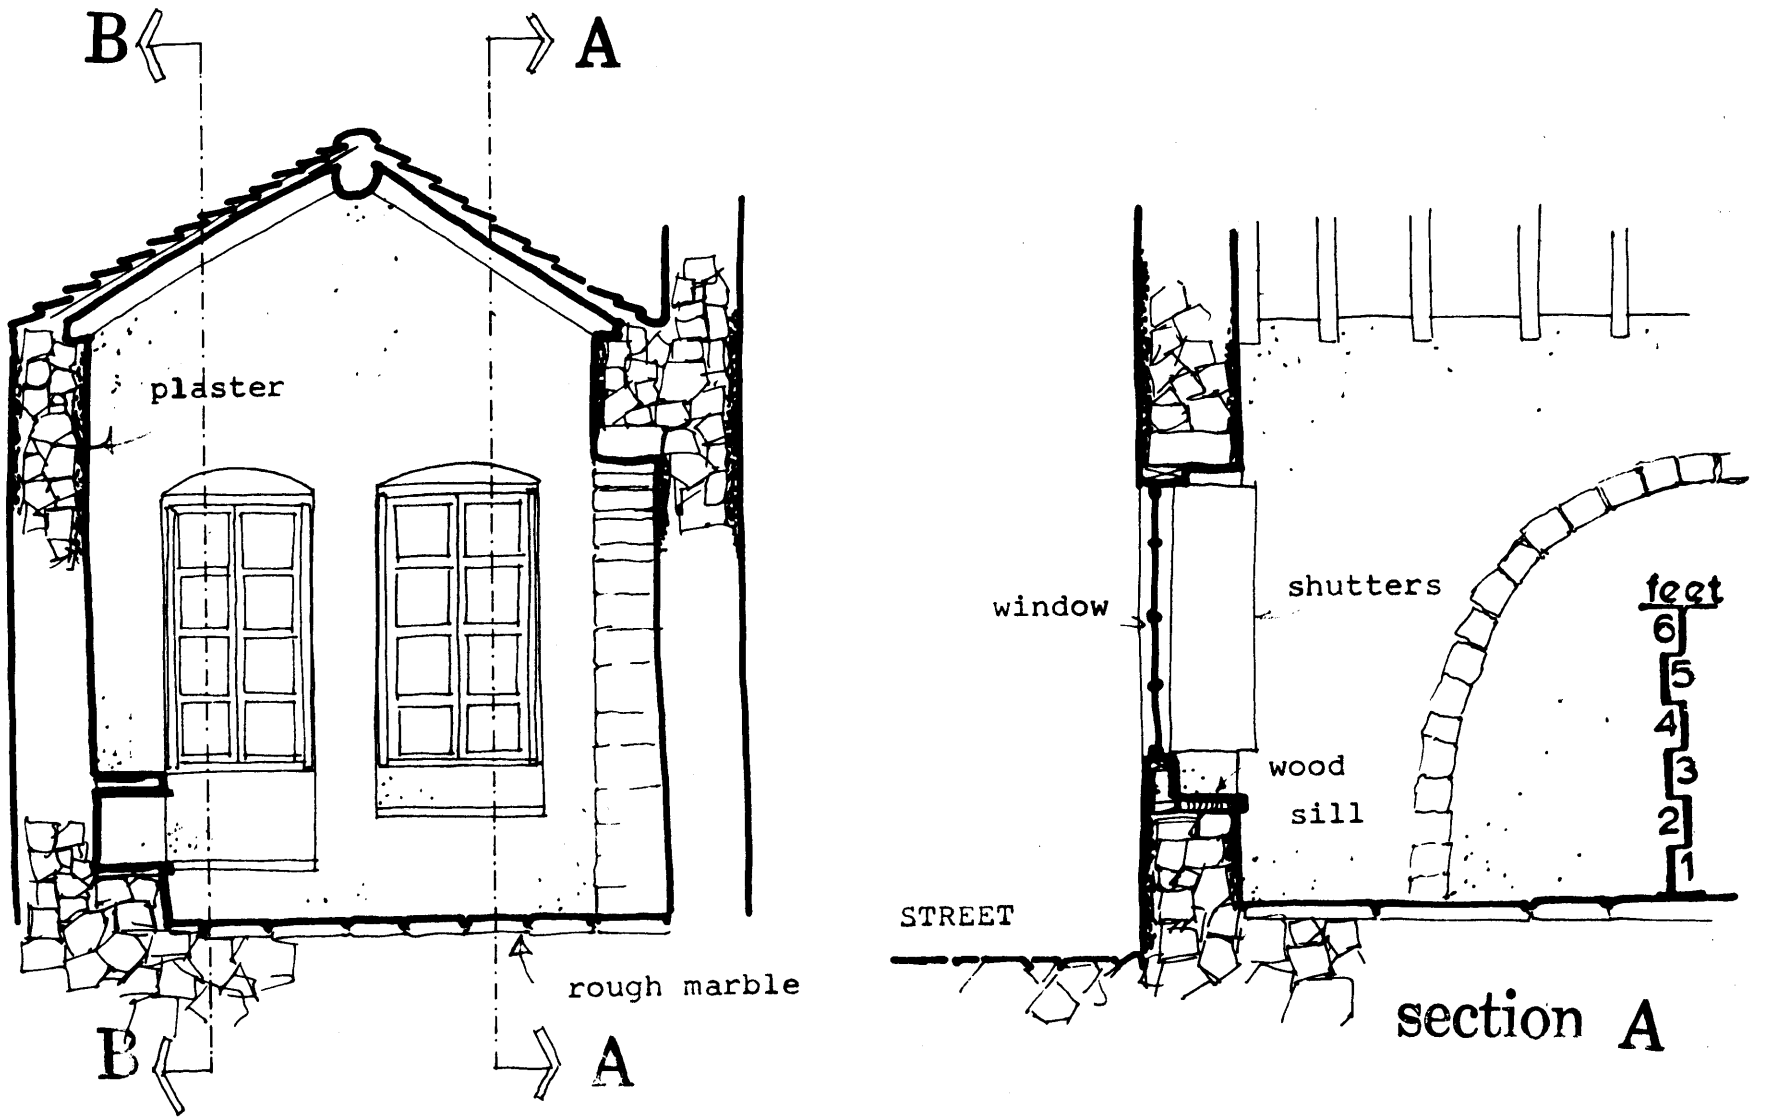 B A
plaster
rough marble
B A
window
shutters
wood
sill
STREET
feet
6
5
4
3
2
1
section A